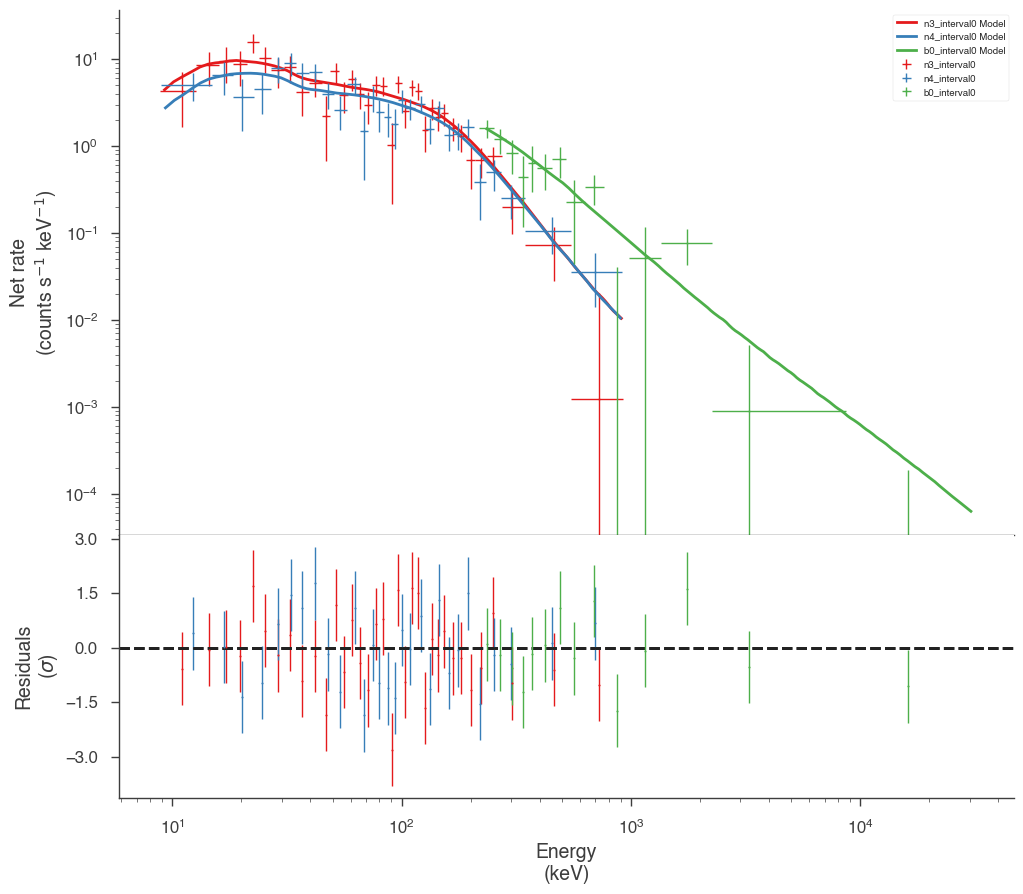 n3_interval0 Model
n4_interval0 Model
b0_interval0 Model
n3_interval0
n4_interval0
b0_interval0
10¹
10⁰
10⁻¹
10⁻²
10⁻³
10⁻⁴
Net rate
(counts s⁻¹ keV⁻¹)
3.0
1.5
0.0
−1.5
−3.0
Residuals
(σ)
10¹ 10² 10³ 10⁴
Energy
(keV)